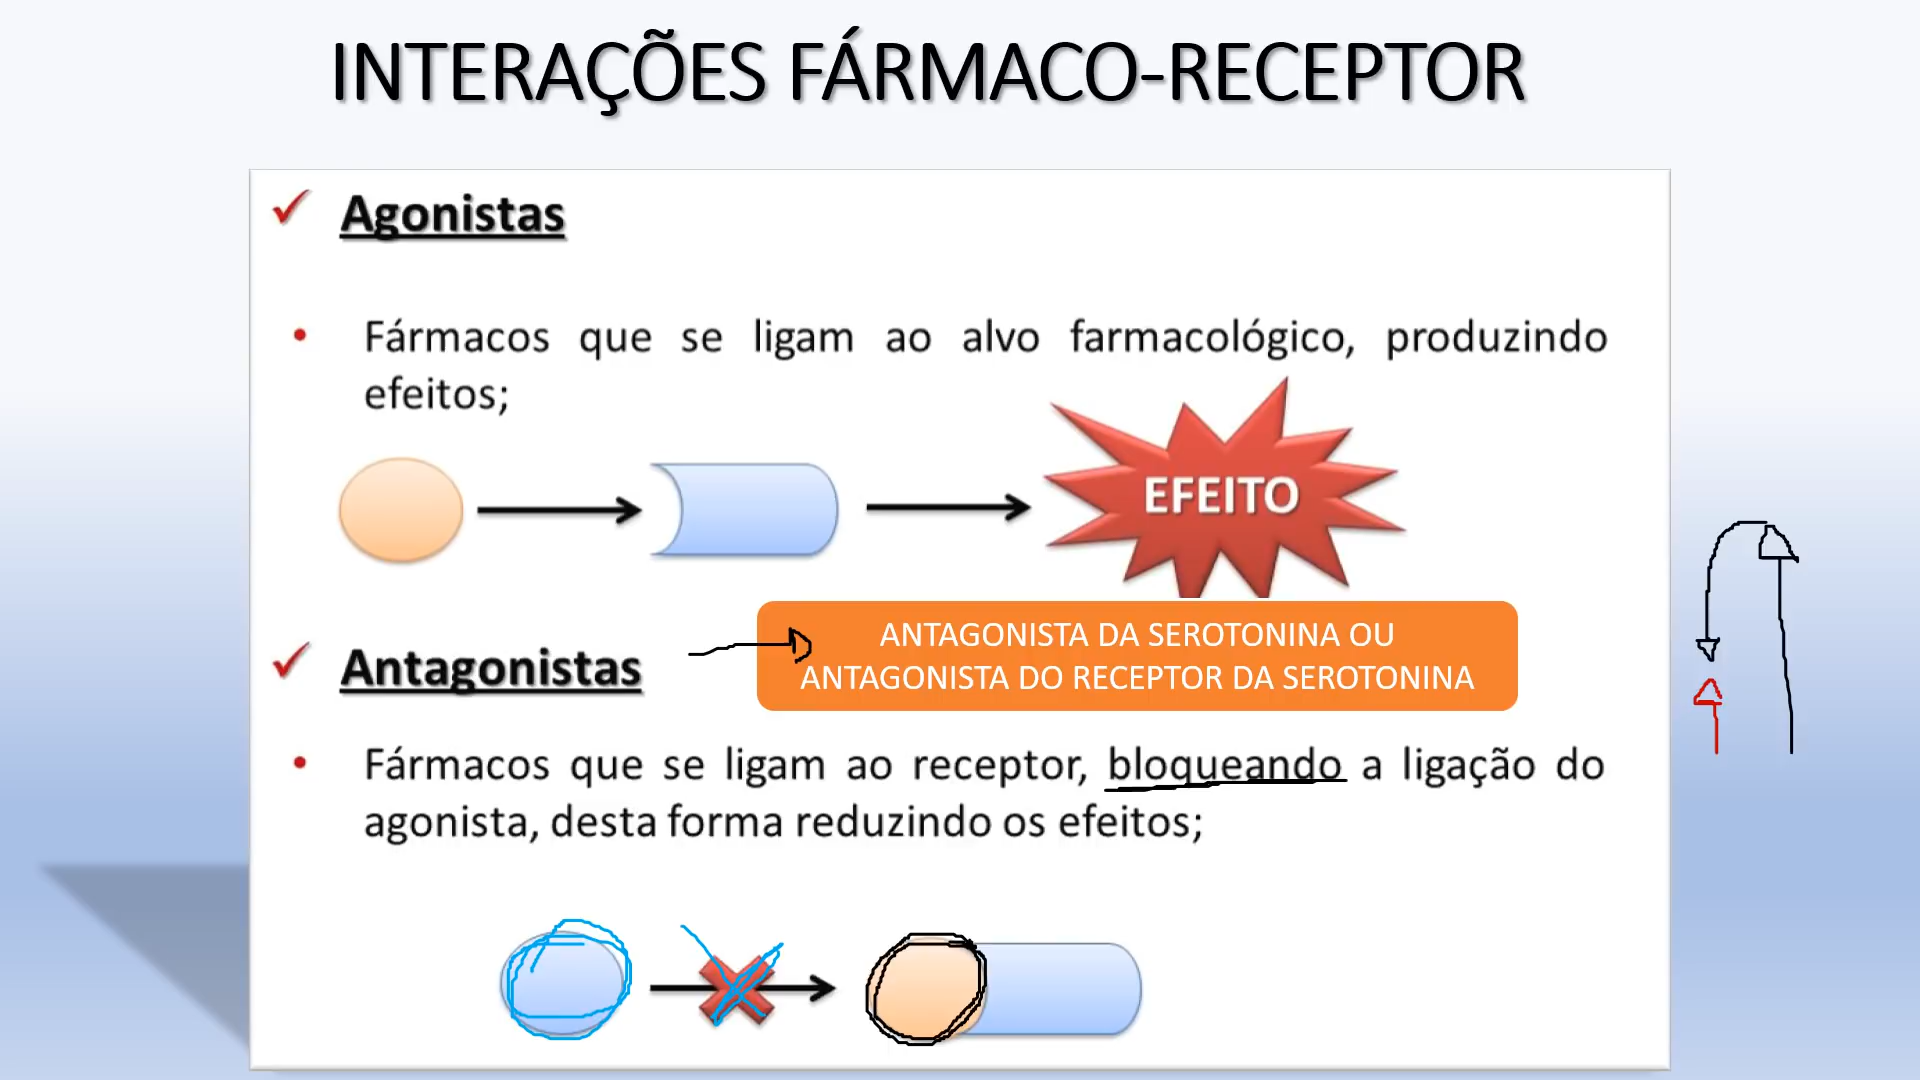 INTERAÇÕES FÁRMACO-RECEPTOR
Agonistas
Fármacos que se ligam ao alvo farmacológico, produzindo
efeitos;
EFEITO
ANTAGONISTA DA SEROTONINA OU
ANTAGONISTA DO RECEPTOR DA SEROTONINA
Antagonistas
Fármacos que se ligam ao receptor, bloqueando a ligação do
agonista, desta forma reduzindo os efeitos;